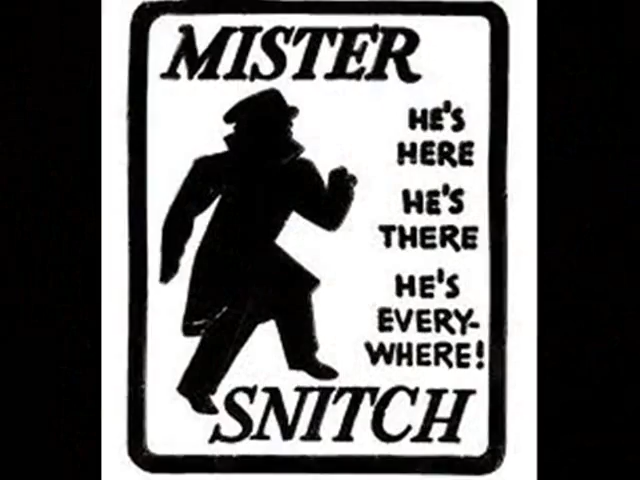 MISTER
HE'S
HERE
HE'S
THERE
HE'S
EVERY-
WHERE!
SNITCH